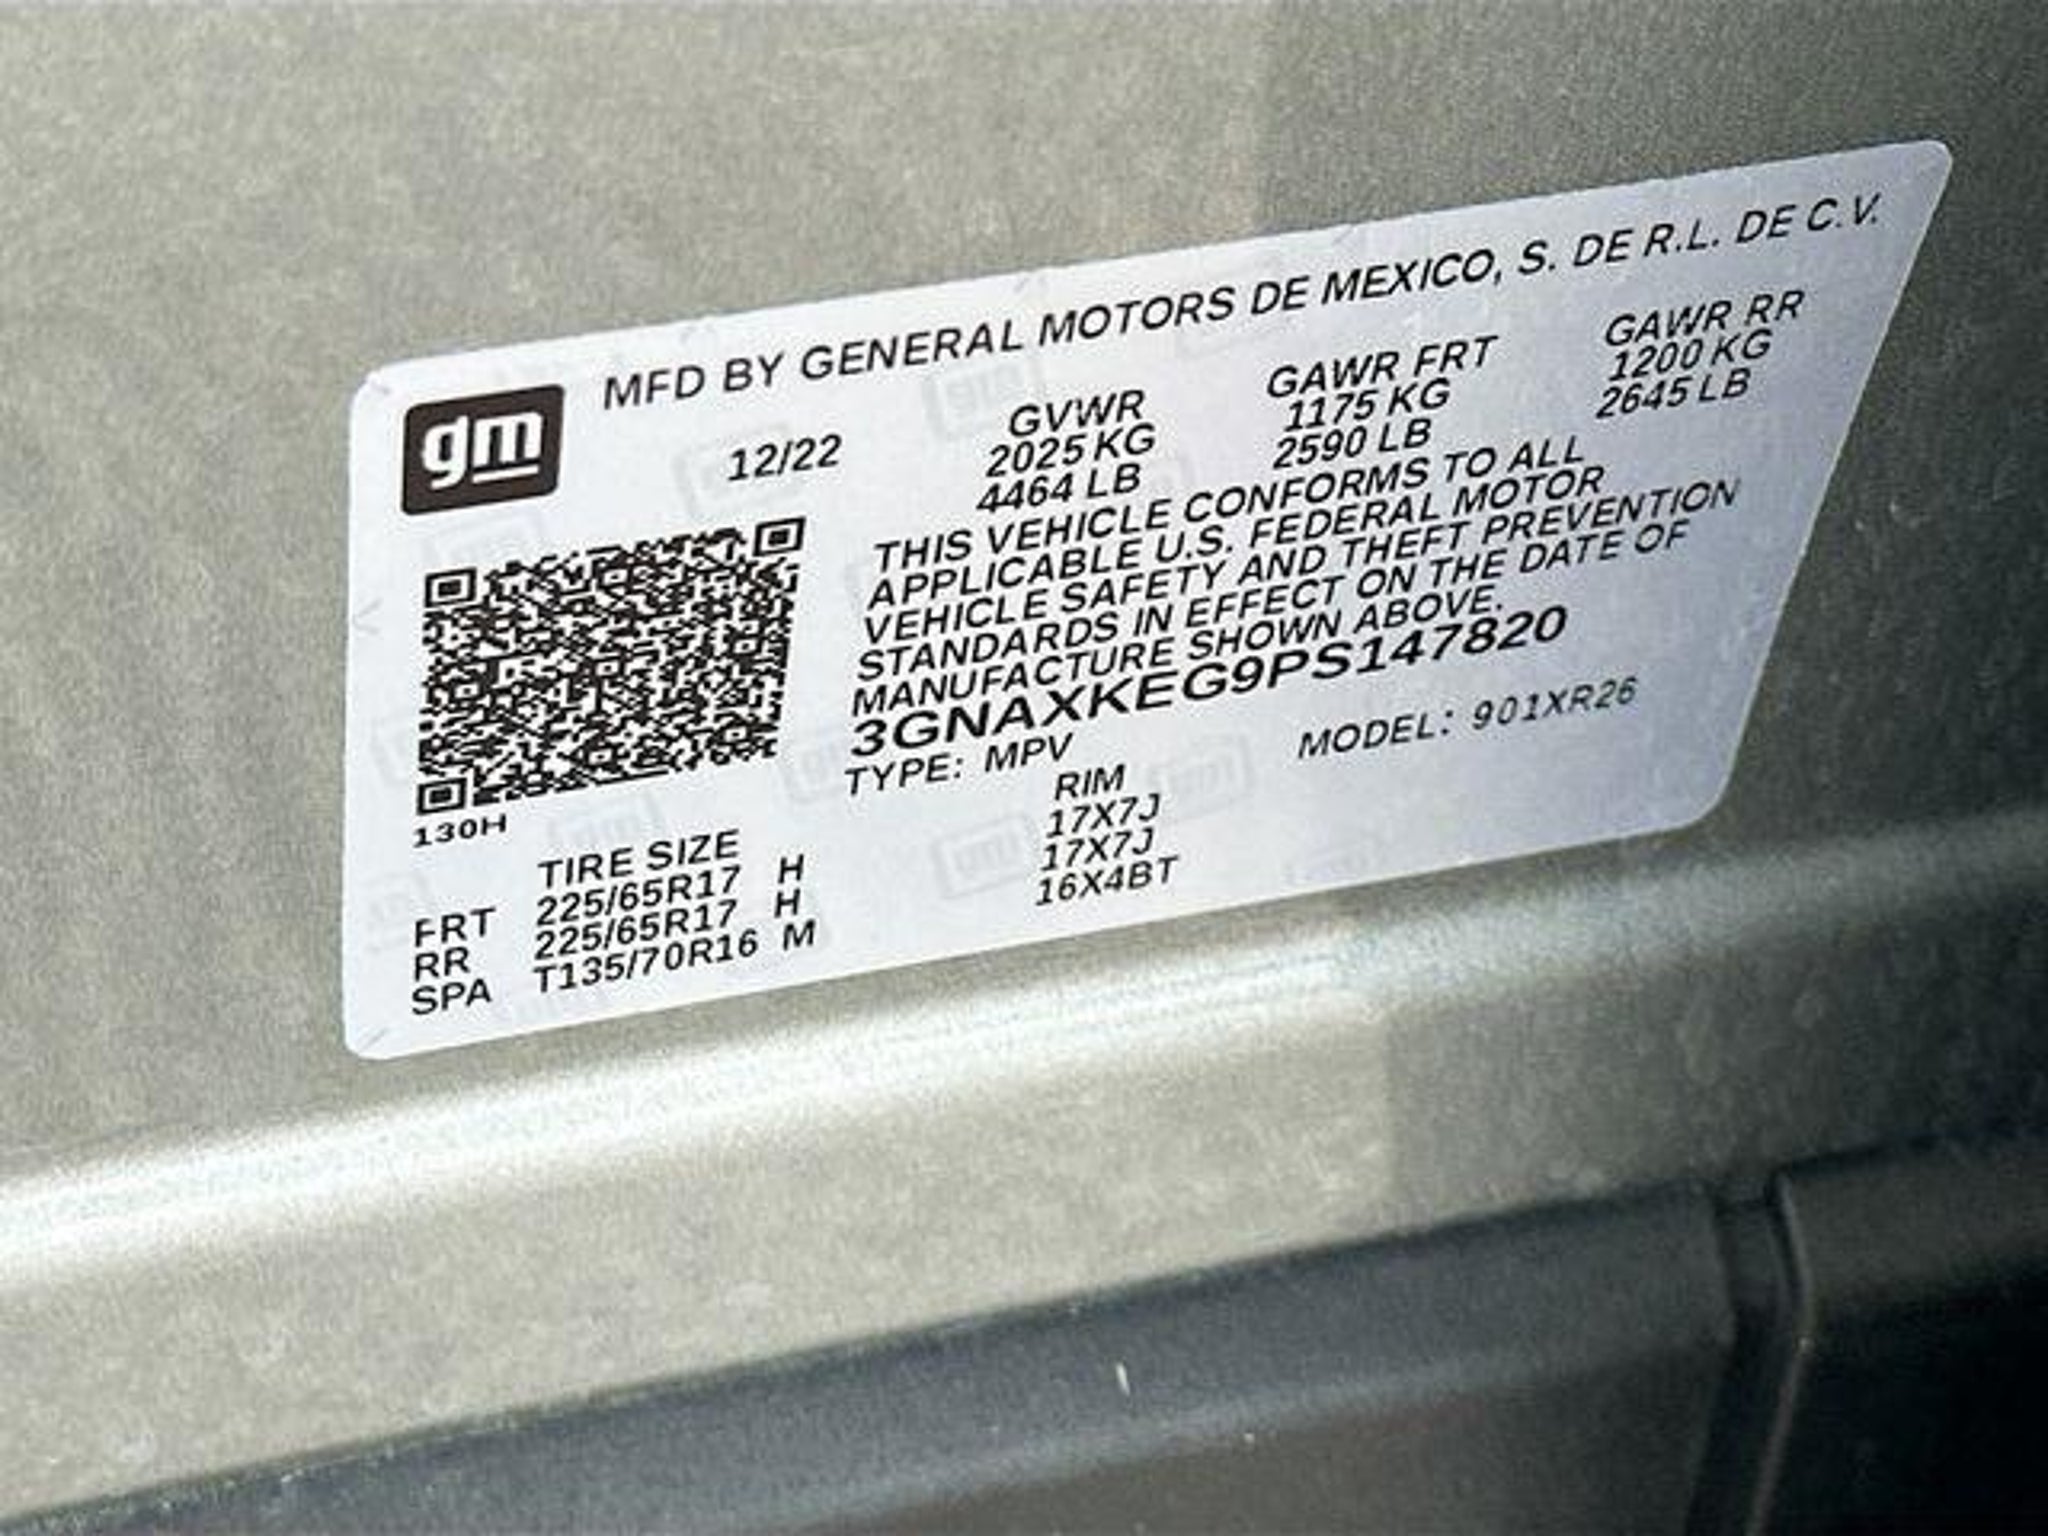 MFD BY GENERAL MOTORS DE MEXICO, S. DE R.L. DE C.V.
gm
12/22
GVWR GAWR FRT GAWR RR
2025 KG 1175 KG 1200 KG
4464 LB 2590 LB 2645 LB
THIS VEHICLE CONFORMS TO ALL
APPLICABLE U.S. FEDERAL MOTOR
VEHICLE SAFETY AND THEFT PREVENTION
STANDARDS IN EFFECT ON THE DATE OF
MANUFACTURE SHOWN ABOVE.
3GNAXKEG9PS147820
TYPE: MPV MODEL: 901XR26
130H
TIRE SIZE RIM
FRT 225/65R17 H 17X7J
RR 225/65R17 H 17X7J
SPA T135/70R16 M 16X4BT